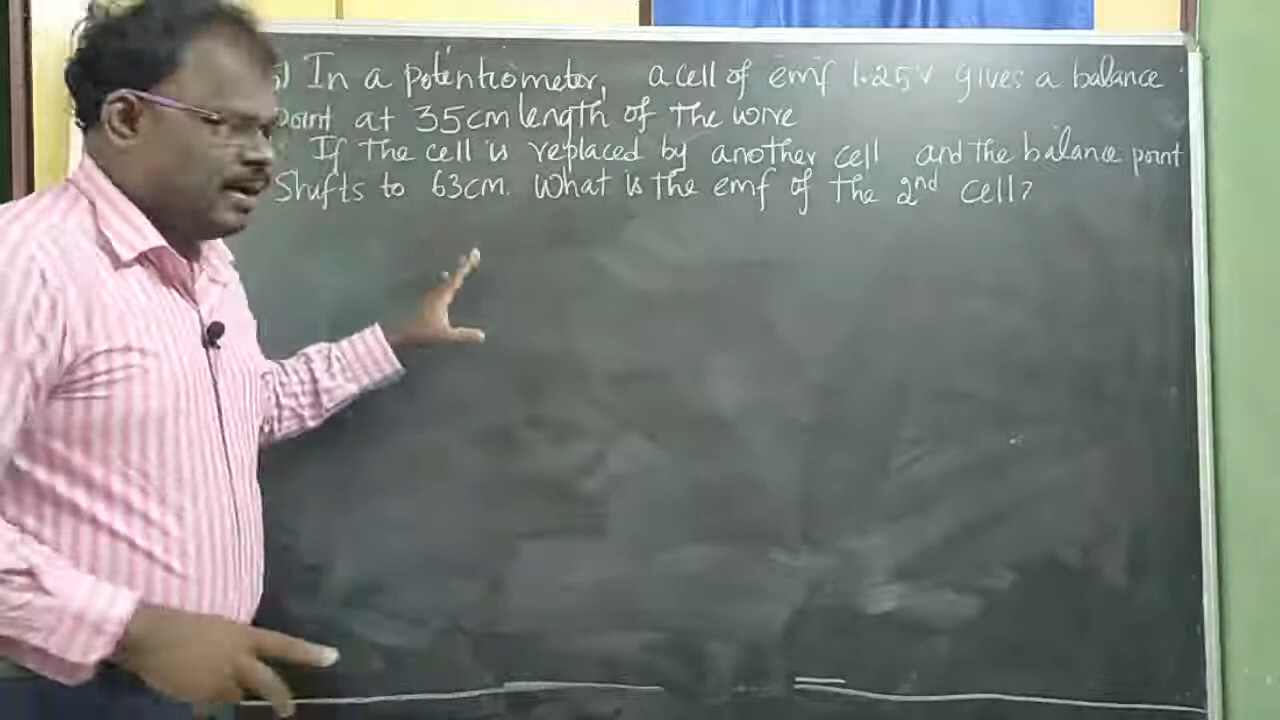 5) In a potentiometer, a cell of emf 1.25V gives a balance
point at 35cm length of the wire
If the cell is replaced by another cell and the balance point
Shifts to 63cm. What is the emf of the 2nd cell?